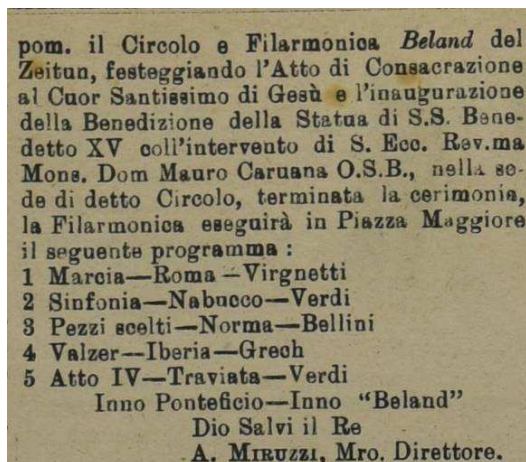 pom. il Circolo e Filarmonica Beland del
Zeitun, festeggiando l'Atto di Consacrazione
al Cuor Santissimo di Gesù e l'inaugurazione
della Benedizione della Statua di S.S. Bene-
detto XV coll'intervento di S. Ecc. Rev.ma
Mons. Dom Mauro Caruana O.S.B., nella se-
de di detto Circolo, terminata la cerimonia,
la Filarmonica eseguirà in Piazza Maggiore
il seguente programma :
1 Marcia—Roma—Virgnetti
2 Sinfonia—Nabucco—Verdi
3 Pezzi scelti—Norma—Bellini
4 Valzer—Iberia—Grech
5 Atto IV—Traviata—Verdi
Inno Ponteficio—Inno "Beland"
Dio Salvi il Re
A. MIRUZZI, Mro. Direttore.